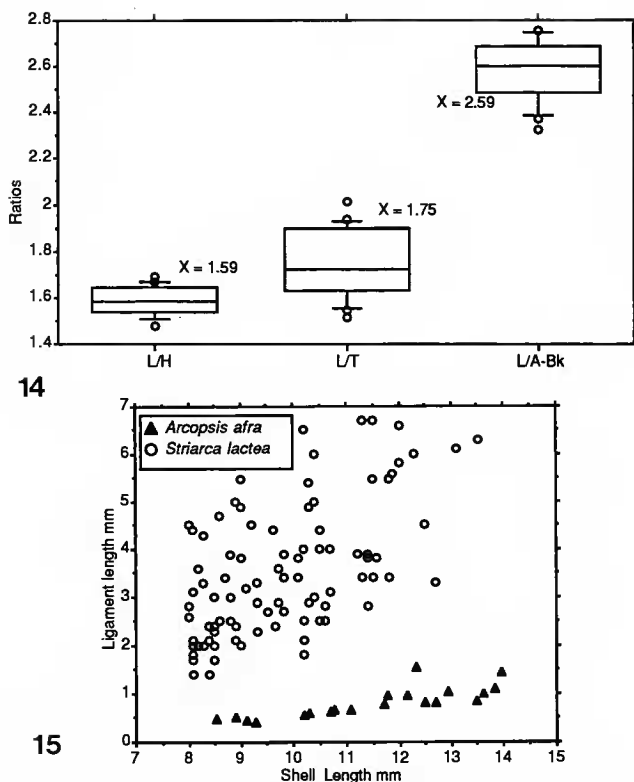 2.8
2.6
2.4
2.2
2.0
1.8
1.6
1.4
Ratios
X = 1.59
X = 1.75
X = 2.59
L/H
L/T
L/A-Bk
14
Arcopsis afra
Striarca lactea
7
6
5
4
3
2
1
0
Ligament length mm
7 8 9 10 11 12 13 14 15
Shell Length mm
15